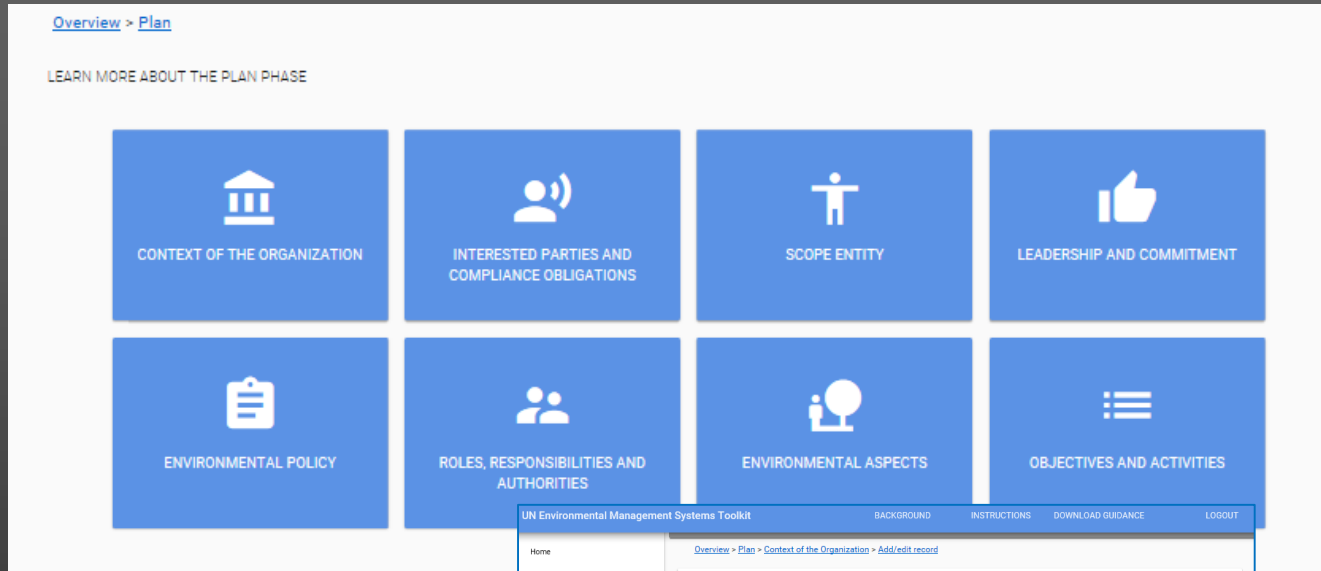 Overview > Plan
LEARN MORE ABOUT THE PLAN PHASE
CONTEXT OF THE ORGANIZATION
INTERESTED PARTIES AND
COMPLIANCE OBLIGATIONS
SCOPE ENTITY
LEADERSHIP AND COMMITMENT
ENVIRONMENTAL POLICY
ROLES, RESPONSIBILITIES AND
AUTHORITIES
ENVIRONMENTAL ASPECTS
OBJECTIVES AND ACTIVITIES
UN Environmental Management Systems Toolkit BACKGROUND INSTRUCTIONS DOWNLOAD GUIDANCE LOGOUT
Home
Overview > Plan > Context of the Organization > Add/edit record